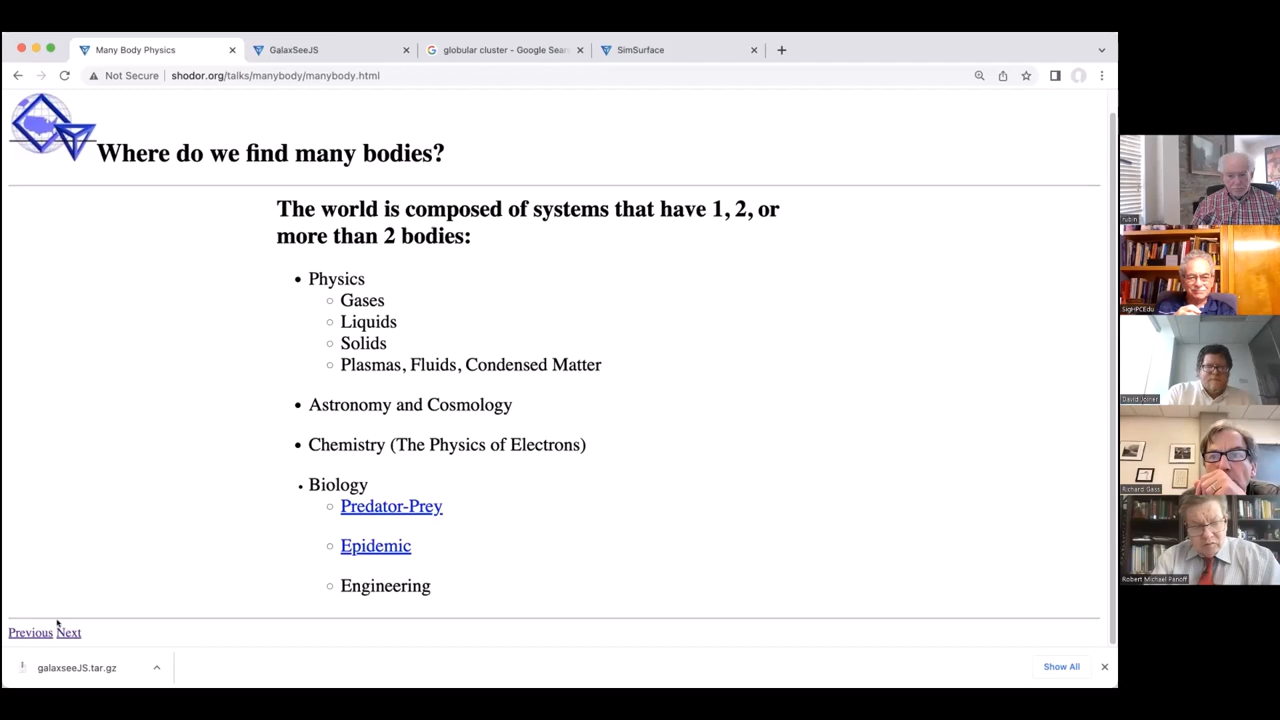 Many Body Physics
GalaxSeeJS
globular cluster - Google Sear
SimSurface
Not Secure
shodor.org/talks/manybody/manybody.html
Where do we find many bodies?
The world is composed of systems that have 1, 2, or
more than 2 bodies:
Physics
Gases
Liquids
Solids
Plasmas, Fluids, Condensed Matter
Astronomy and Cosmology
Chemistry (The Physics of Electrons)
Biology
Predator-Prey
Epidemic
Engineering
Previous Next
galaxseeJS.tar.gz
Show All
rubin
SigHPCEdu
David Joiner
Richard Gass
Robert Michael Panoff